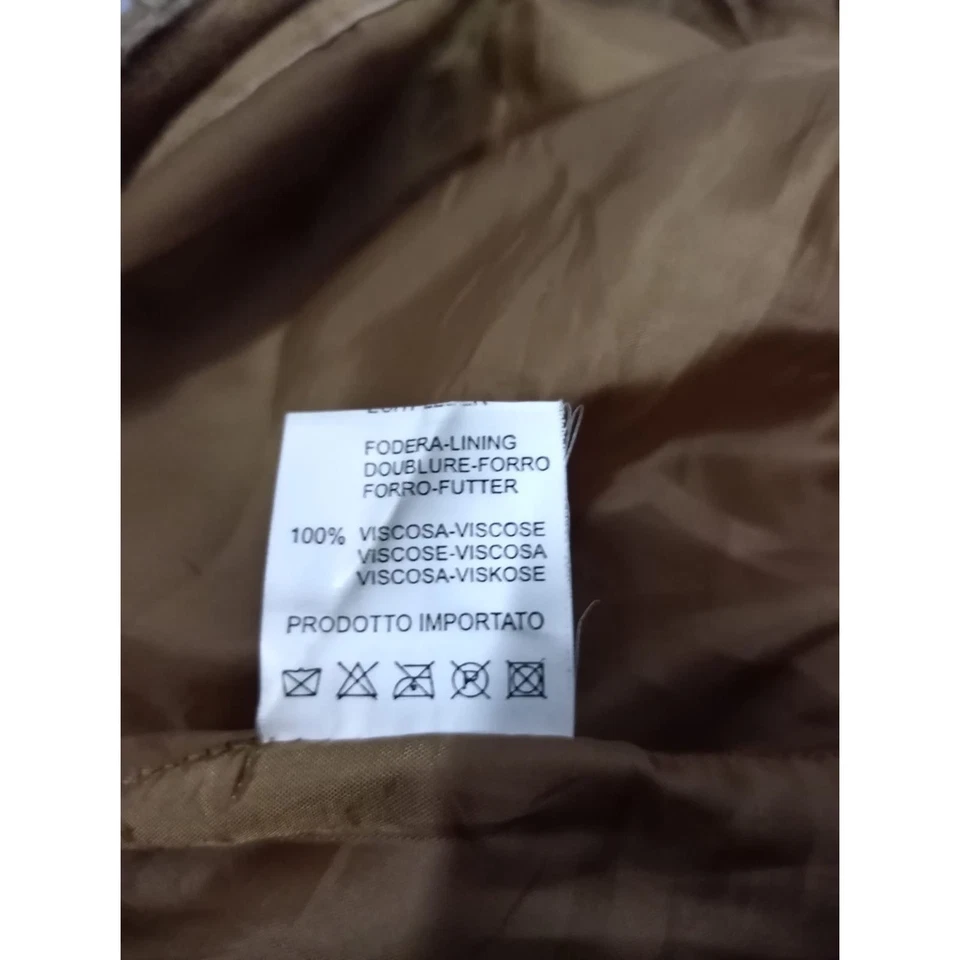 FODERA-LINING
DOUBLURE-FORRO
FORRO-FUTTER
100% VISCOSA-VISCOSE
VISCOSE-VISCOSA
VISCOSA-VISKOSE
PRODOTTO IMPORTATO
P